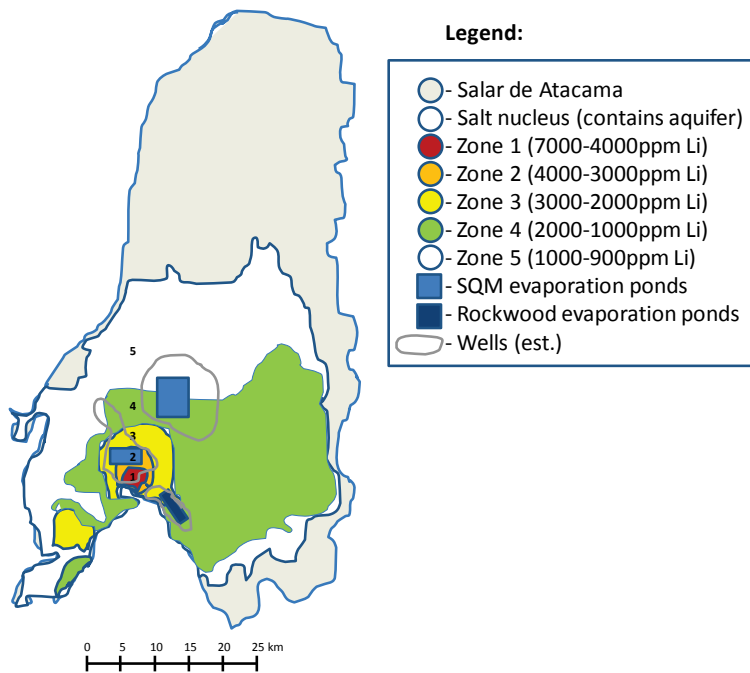 Legend:
- Salar de Atacama
- Salt nucleus (contains aquifer)
- Zone 1 (7000-4000ppm Li)
- Zone 2 (4000-3000ppm Li)
- Zone 3 (3000-2000ppm Li)
- Zone 4 (2000-1000ppm Li)
- Zone 5 (1000-900ppm Li)
- SQM evaporation ponds
- Rockwood evaporation ponds
- Wells (est.)
5
4
3
2
1
0 5 10 15 20 25 km